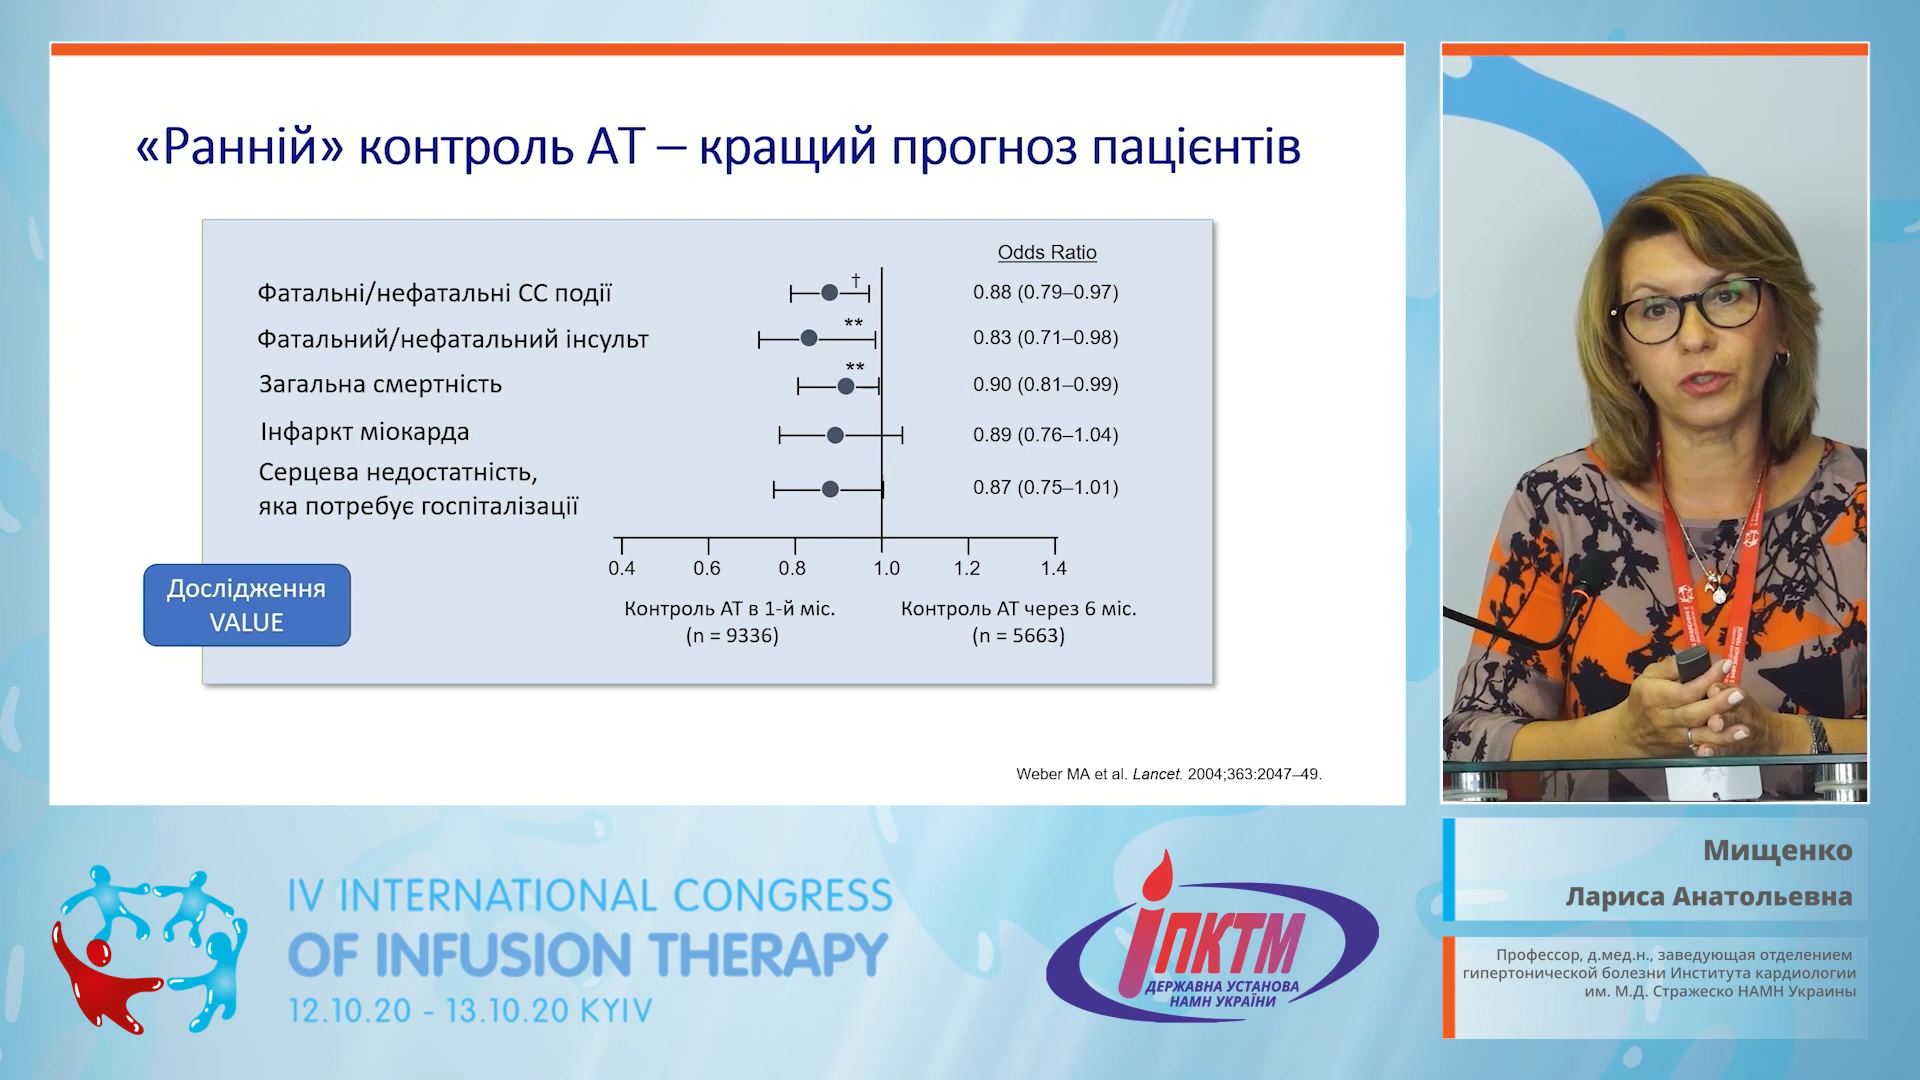 «Ранній» контроль АТ – кращий прогноз пацієнтів
Odds Ratio
Фатальні/нефатальні СС події
†
0.88 (0.79–0.97)
Фатальний/нефатальний інсульт
**
0.83 (0.71–0.98)
Загальна смертність
**
0.90 (0.81–0.99)
Інфаркт міокарда
0.89 (0.76–1.04)
Серцева недостатність,
яка потребує госпіталізації
0.87 (0.75–1.01)
0.4 0.6 0.8 1.0 1.2 1.4
Контроль АТ в 1-й міс.
(n = 9336)
Контроль АТ через 6 міс.
(n = 5663)
Дослідження
VALUE
Weber MA et al. Lancet. 2004;363:2047–49.
IV INTERNATIONAL CONGRESS
OF INFUSION THERAPY
12.10.20 - 13.10.20 KYIV
ІПКТМ
ДЕРЖАВНА УСТАНОВА
НАМН УКРАЇНИ
Мищенко
Лариса Анатольевна
Профессор, д.мед.н., заведующая отделением
гипертонической болезни Института кардиологии
им. М.Д. Стражеско НАМН Украины